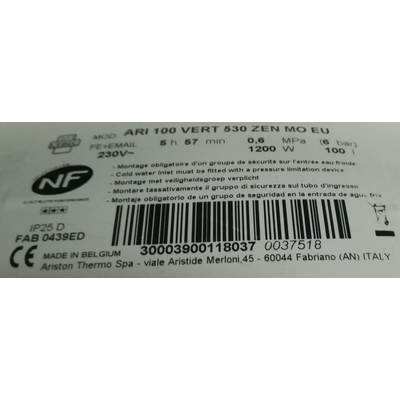 MOD. ARI 100 VERT 530 ZEN MO EU
FE+EMAIL 5 h 57 min 0,6 MPa (6 bar)
230V~ 1200 W 100 l
- Montage obligatoire d'un groupe de sécurité sur l'entrée eau froide
- Cold water inlet must be fitted with a pressure limitation device
- Montage met veiligheidsgroep verplicht
- Montare tassativamente il gruppo di sicurezza sul tubo d'ingresso
- Montaje obligatorio de un grupo de seguridad en la entrada de agua fria
NF
ELECTRICITE PERFORMANCE
IP25 D
FAB 0439ED
30003900118037 0037518
CE MADE IN BELGIUM
Ariston Thermo Spa - viale Aristide Merloni,45 - 60044 Fabriano (AN) ITALY